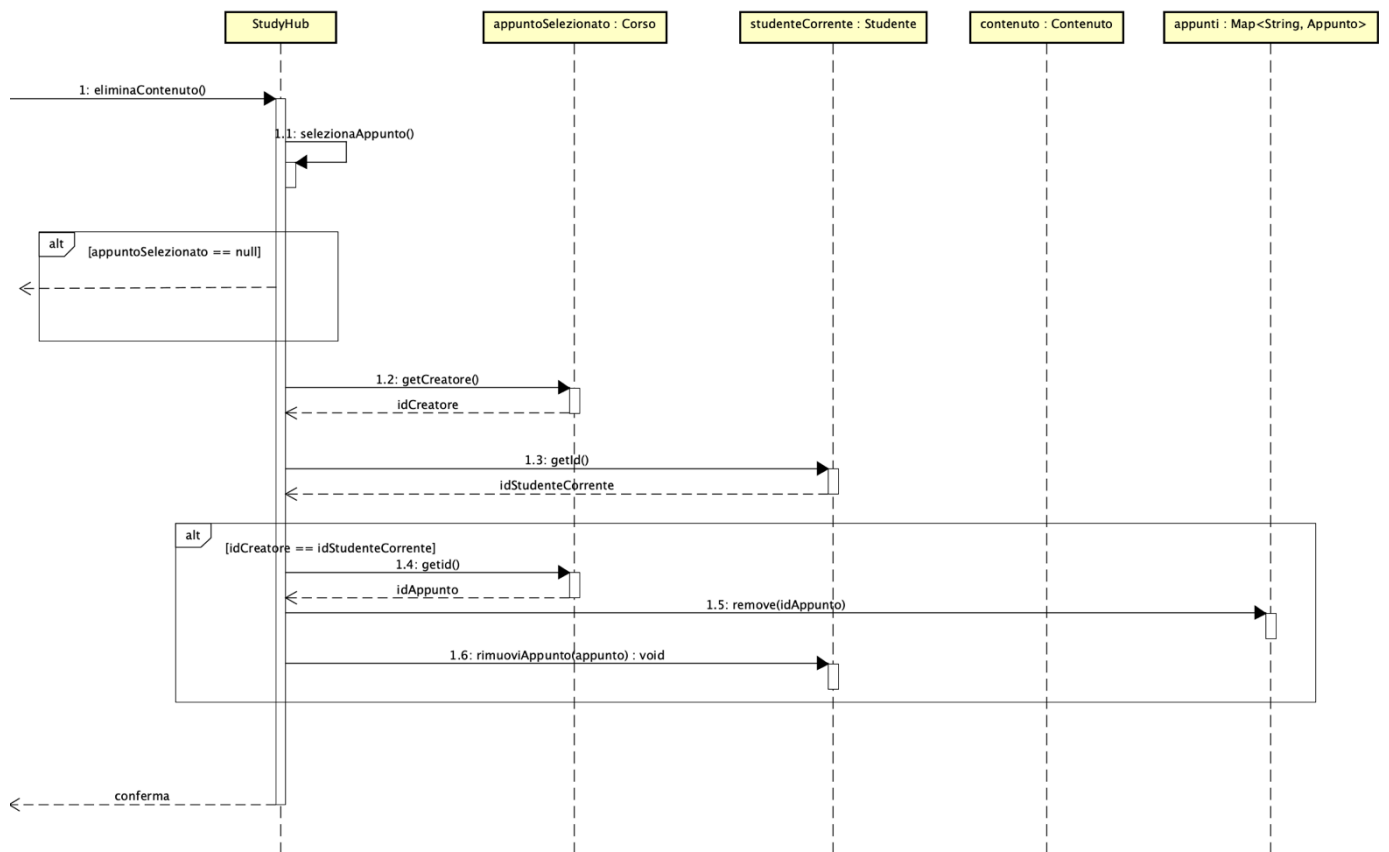 StudyHub
appuntoSelezionato : Corso
studenteCorrente : Studente
contenuto : Contenuto
appunti : Map<String, Appunto>
1: eliminaContenuto()
1.1: selezionaAppunto()
alt
[appuntoSelezionato == null]
1.2: getCreatore()
idCreatore
1.3: getId()
idStudenteCorrente
alt
[idCreatore == idStudenteCorrente]
1.4: getid()
idAppunto
1.5: remove(idAppunto)
1.6: rimuoviAppunto(appunto) : void
conferma